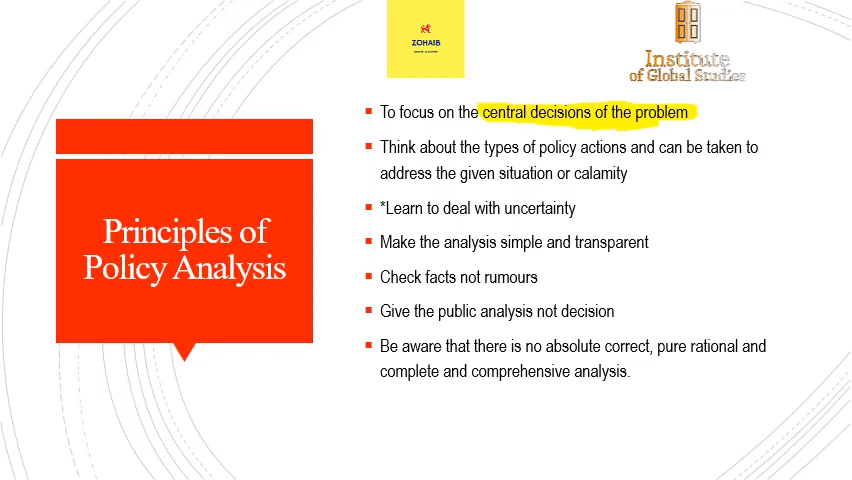 ZOHAIB
Institute
of Global Studies
Principles of
Policy Analysis
To focus on the central decisions of the problem
Think about the types of policy actions and can be taken to
address the given situation or calamity
*Learn to deal with uncertainty
Make the analysis simple and transparent
Check facts not rumours
Give the public analysis not decision
Be aware that there is no absolute correct, pure rational and
complete and comprehensive analysis.